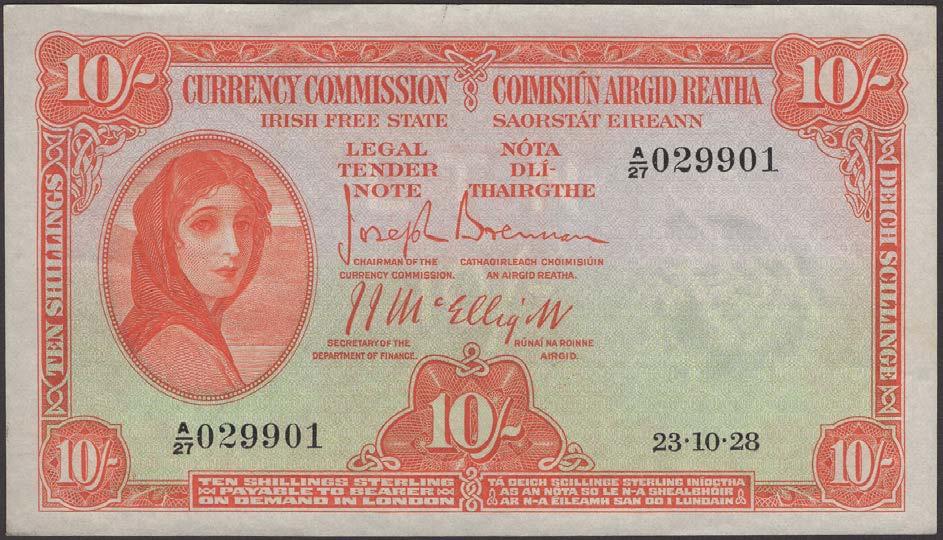 10/-
10/-
CURRENCY COMMISSION
COIMISIÚN AIRGID REATHA
IRISH FREE STATE
SAORSTÁT EIREANN
LEGAL
TENDER
NOTE
NÓTA
DLÍ-
THAIRGTHE
A/27 029901
Joseph Brennan
CHAIRMAN OF THE
CURRENCY COMMISSION.
CATHAOIRLEACH CHOIMISIÚIN
AN AIRGID REATHA.
J J McElligott
SECRETARY OF THE
DEPARTMENT OF FINANCE.
RÚNAÍ NA ROINNE
AIRGID.
TEN SHILLINGS
DEICH SCILLINGE
A/27 029901
10/-
23·10·28
10/-
10/-
TEN SHILLINGS STERLING
PAYABLE TO BEARER
ON DEMAND IN LONDON
TÁ DEICH SCILLINGE STERLING INÍOCTHA
AS AN NÓTA SO LE N-A SHEALBHÓIR
AR N-A ÉILEAMH SAN DO I LUNDAIN